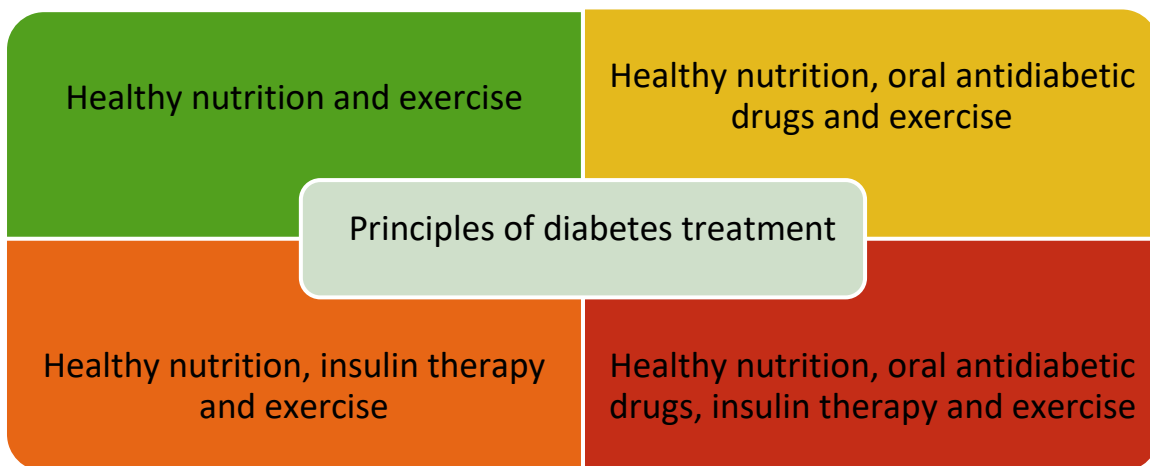 Healthy nutrition and exercise
Healthy nutrition, oral antidiabetic
drugs and exercise
Principles of diabetes treatment
Healthy nutrition, insulin therapy
and exercise
Healthy nutrition, oral antidiabetic
drugs, insulin therapy and exercise